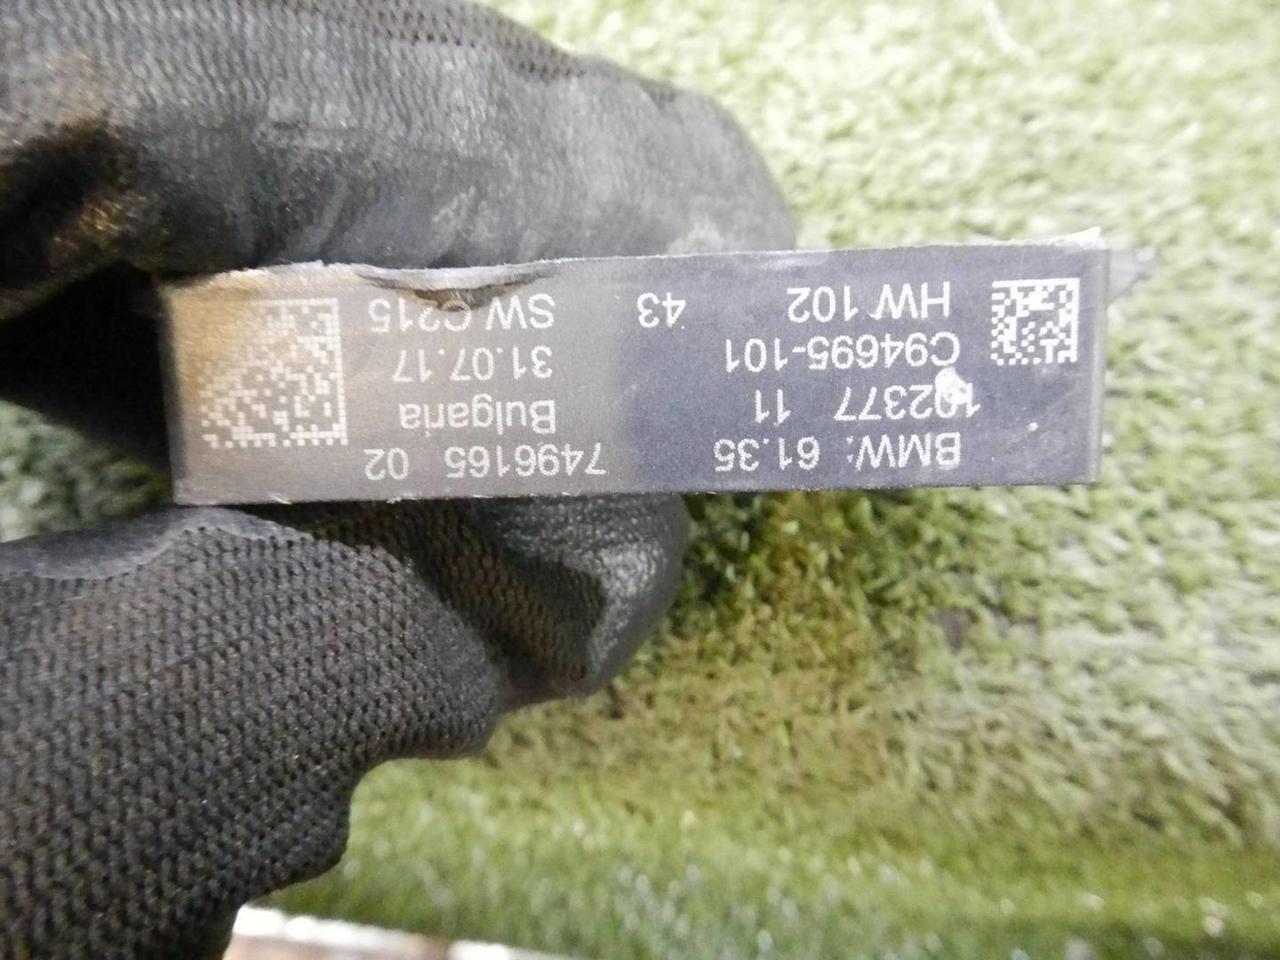 BMW: 61.35 7496165 02
102377 11 Bulgaria
C94695-101 31.07.17
HW 102 43 SW C215